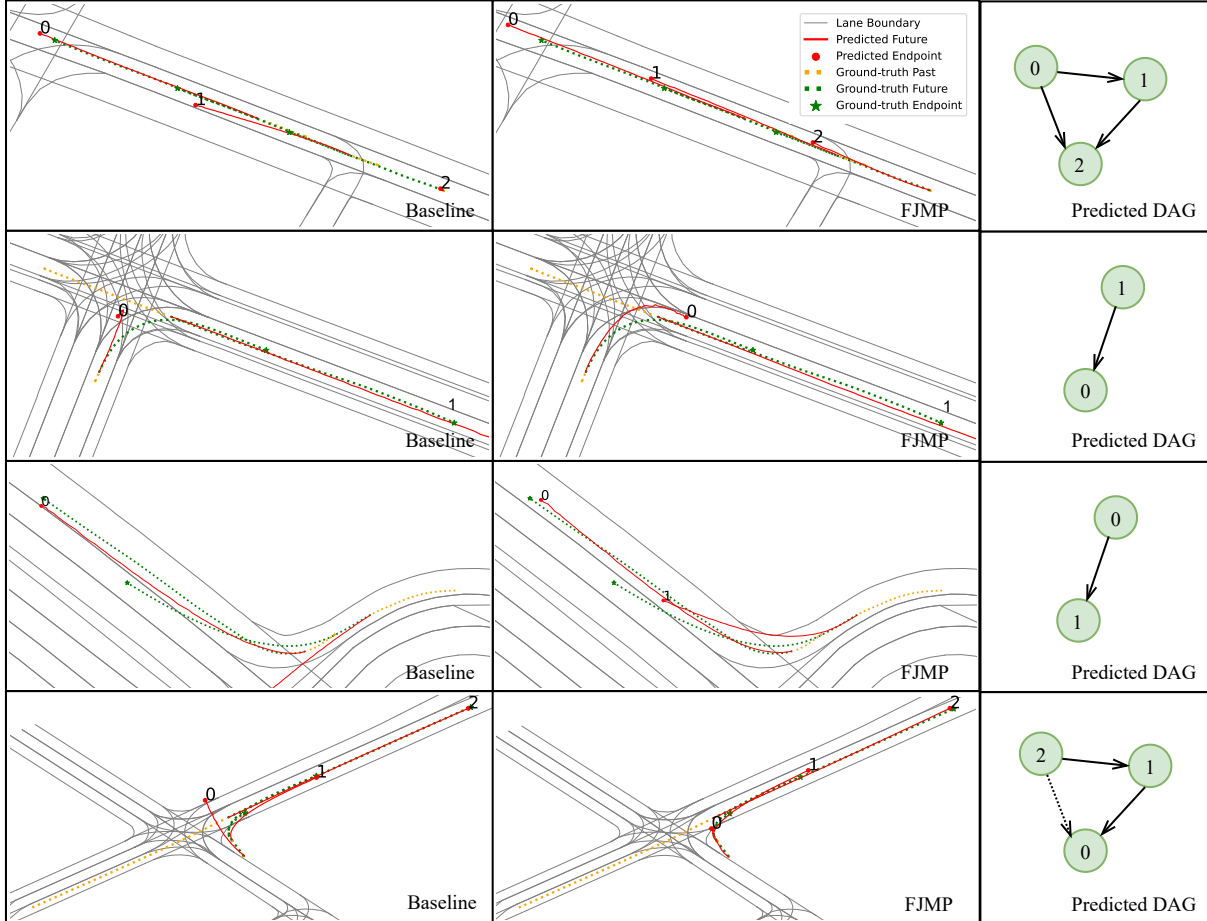 0
1
2
Baseline
0
1
2
Lane Boundary
Predicted Future
Predicted Endpoint
Ground-truth Past
Ground-truth Future
Ground-truth Endpoint
FJMP
0
1
2
Predicted DAG
0
1
Baseline
0
1
FJMP
1
0
Predicted DAG
0
Baseline
0
1
FJMP
0
1
Predicted DAG
2
1
0
Baseline
2
1
0
FJMP
2
1
0
Predicted DAG